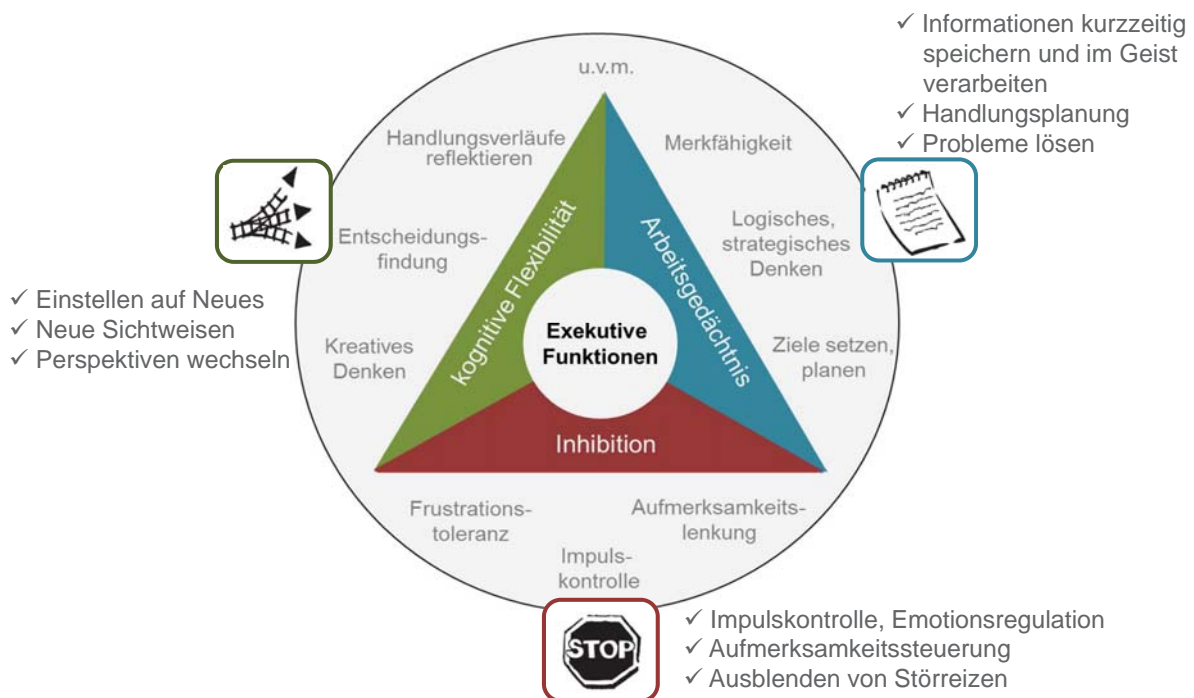 ✓ Informationen kurzzeitig
speichern und im Geist
verarbeiten
✓ Handlungsplanung
✓ Probleme lösen
u.v.m.
Handlungsverläufe
reflektieren
Merkfähigkeit
Entscheidungs-
findung
Logisches,
strategisches
Denken
kognitive Flexibilität
Arbeitsgedächtnis
✓ Einstellen auf Neues
✓ Neue Sichtweisen
✓ Perspektiven wechseln
Kreatives
Denken
Exekutive
Funktionen
Ziele setzen,
planen
Inhibition
Frustrations-
toleranz
Aufmerksamkeits-
lenkung
Impuls-
kontrolle
STOP
✓ Impulskontrolle, Emotionsregulation
✓ Aufmerksamkeitssteuerung
✓ Ausblenden von Störreizen